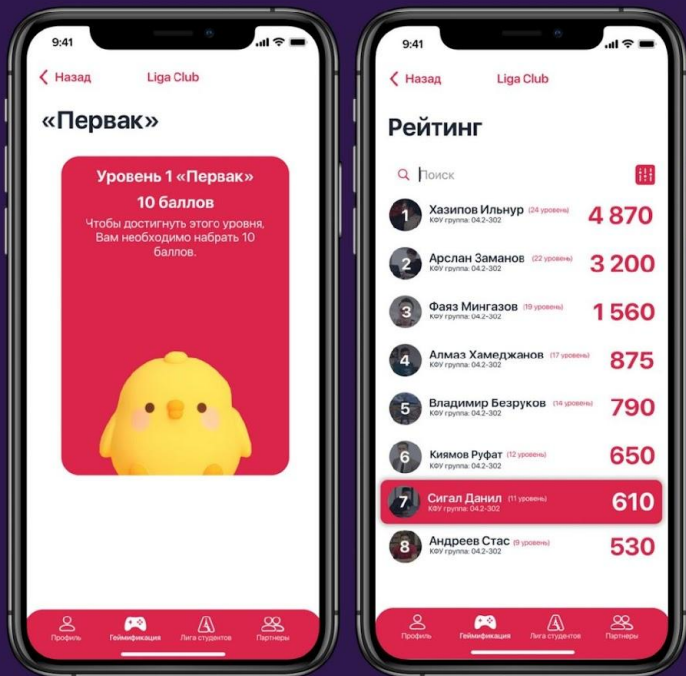 9:41
Назад
Liga Club
«Первак»
Уровень 1 «Первак»
10 баллов
Чтобы достигнуть этого уровня,
Вам необходимо набрать 10
баллов.
Профиль
Геймификация
Лига студентов
Партнеры
9:41
Назад
Liga Club
Рейтинг
Поиск
1 Хазипов Ильнур (24 уровень) 4 870
КФУ группа: 04.2-302
2 Арслан Заманов (22 уровень) 3 200
КФУ группа: 04.2-302
3 Фаяз Мингазов (19 уровень) 1 560
КФУ группа: 04.2-302
4 Алмаз Хамеджанов (17 уровень) 875
КФУ группа: 04.2-302
5 Владимир Безруков (14 уровень) 790
КФУ группа: 04.2-302
6 Киямов Руфат (12 уровень) 650
КФУ группа: 04.2-302
7 Сигал Данил (11 уровень) 610
КФУ группа: 04.2-302
8 Андреев Стас (9 уровень) 530
КФУ группа: 04.2-302
Профиль
Геймификация
Лига студентов
Партнеры